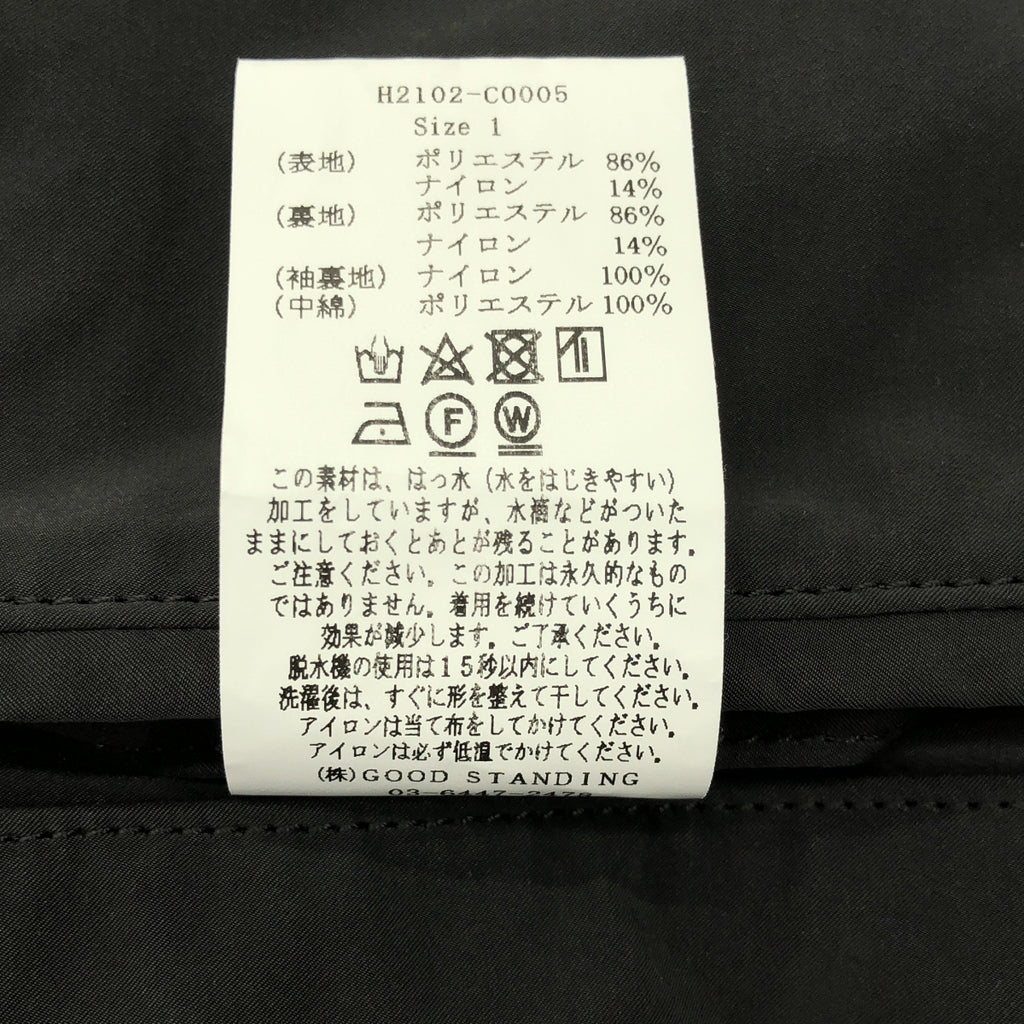 H2102-C0005
Size 1
(表地) ポリエステル 86%
ナイロン 14%
(裏地) ポリエステル 86%
ナイロン 14%
(袖裏地) ナイロン 100%
(中綿) ポリエステル 100%
F W
この素材は、はっ水(水をはじきやすい)
加工をしていますが、水滴などがついた
ままにしておくとあとが残ることがあります。
ご注意ください。この加工は永久的なもの
ではありません。着用を続けていくうちに
効果が減少します。ご了承ください。
脱水機の使用は15秒以内にしてください。
洗濯後は、すぐに形を整えて干してください。
アイロンは当て布をしてかけてください。
アイロンは必ず低温でかけてください。
(株)GOOD STANDING